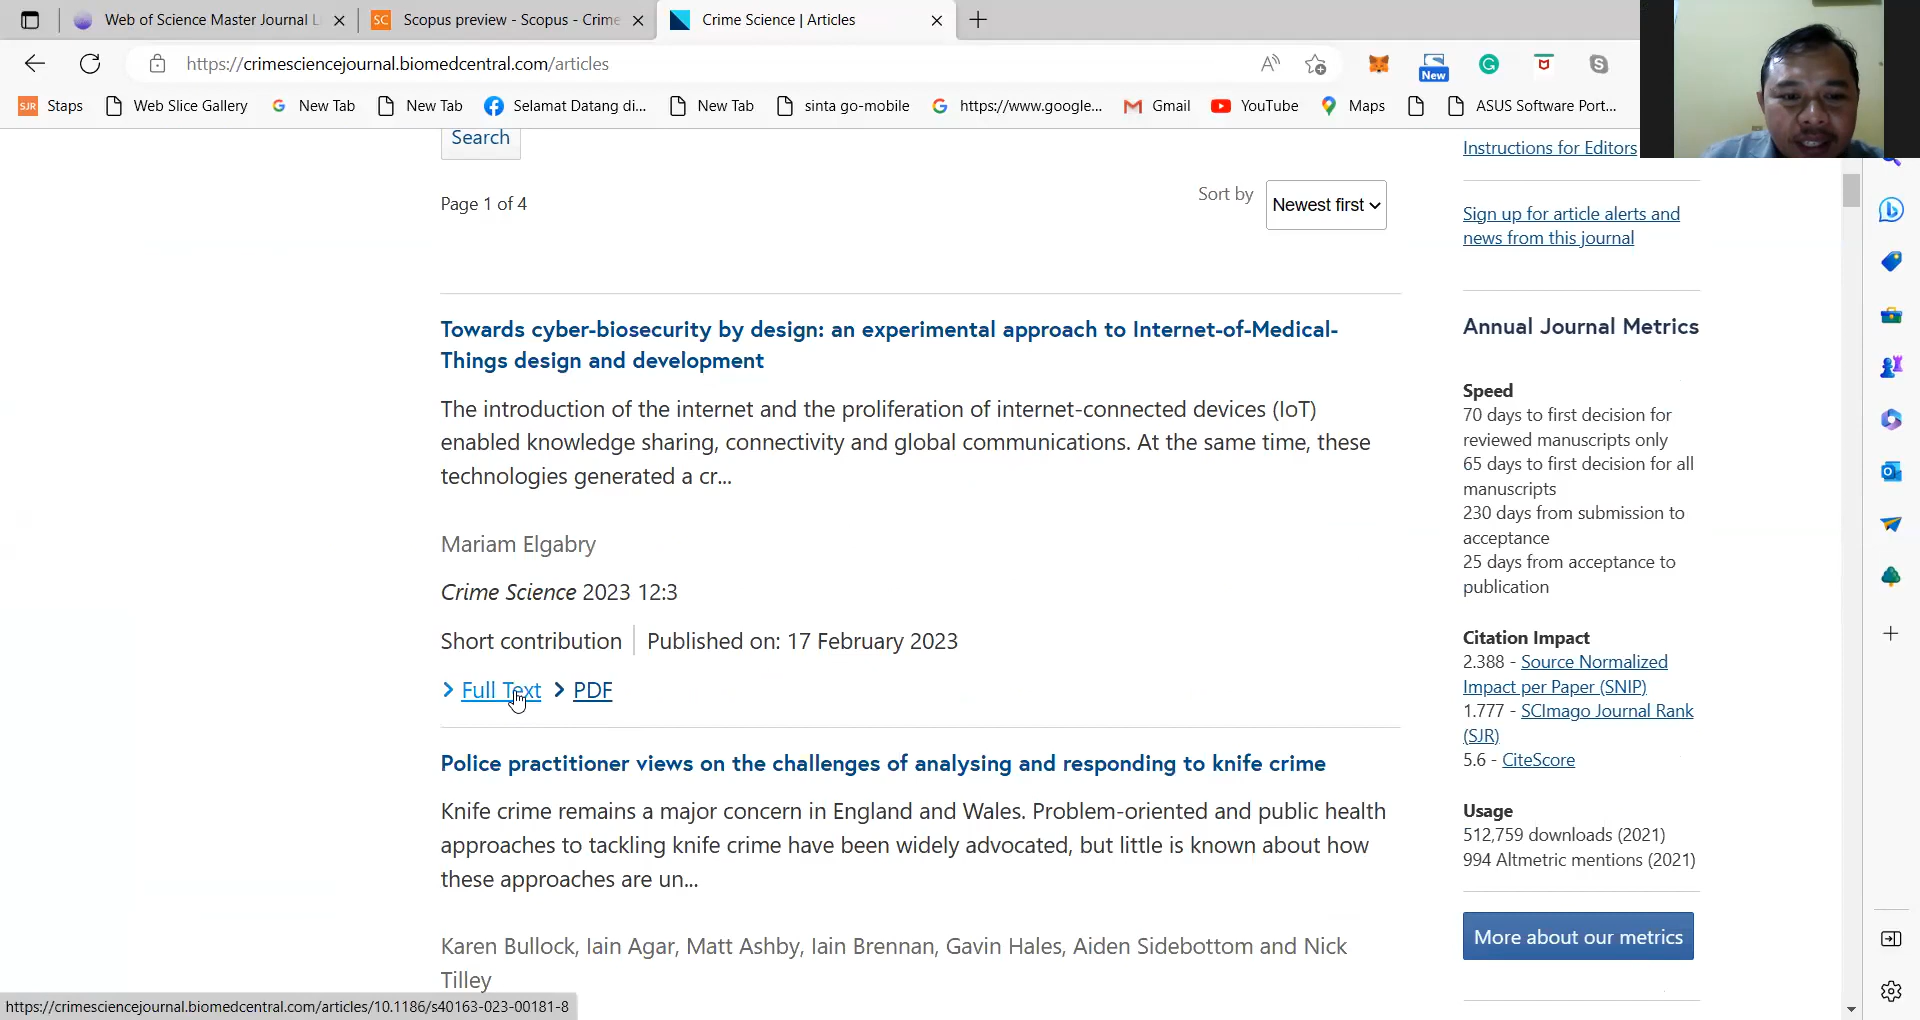 Web of Science Master Journal L
SC Scopus preview - Scopus - Crime
Crime Science | Articles
https://crimesciencejournal.biomedcentral.com/articles
New
SJR Staps
Web Slice Gallery
New Tab
New Tab
Selamat Datang di...
New Tab
sinta go-mobile
https://www.google...
Gmail
YouTube
Maps
ASUS Software Port...
Search
Page 1 of 4
Sort by
Newest first
Towards cyber-biosecurity by design: an experimental approach to Internet-of-Medical-
Things design and development
The introduction of the internet and the proliferation of internet-connected devices (IoT)
enabled knowledge sharing, connectivity and global communications. At the same time, these
technologies generated a cr...
Mariam Elgabry
Crime Science 2023 12:3
Short contribution
Published on: 17 February 2023
Full Text
PDF
Police practitioner views on the challenges of analysing and responding to knife crime
Knife crime remains a major concern in England and Wales. Problem-oriented and public health
approaches to tackling knife crime have been widely advocated, but little is known about how
these approaches are un...
Karen Bullock, Iain Agar, Matt Ashby, Iain Brennan, Gavin Hales, Aiden Sidebottom and Nick
Tilley
Instructions for Editors
Sign up for article alerts and
news from this journal
Annual Journal Metrics
Speed
70 days to first decision for
reviewed manuscripts only
65 days to first decision for all
manuscripts
230 days from submission to
acceptance
25 days from acceptance to
publication
Citation Impact
2.388 - Source Normalized
Impact per Paper (SNIP)
1.777 - SCImago Journal Rank
(SJR)
5.6 - CiteScore
Usage
512,759 downloads (2021)
994 Altmetric mentions (2021)
More about our metrics
https://crimesciencejournal.biomedcentral.com/articles/10.1186/s40163-023-00181-8